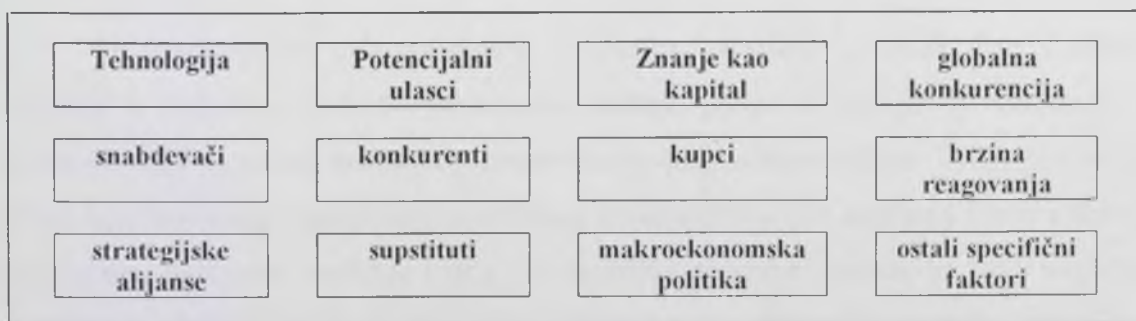 Tehnologija
Potencijalni
ulasci
Znanje kao
kapital
globalna
konkurencija
snabdevači
konkurenti
kupci
brzina
reagovanja
strategijske
alijanse
supstituti
makroekonomska
politika
ostali specifični
faktori